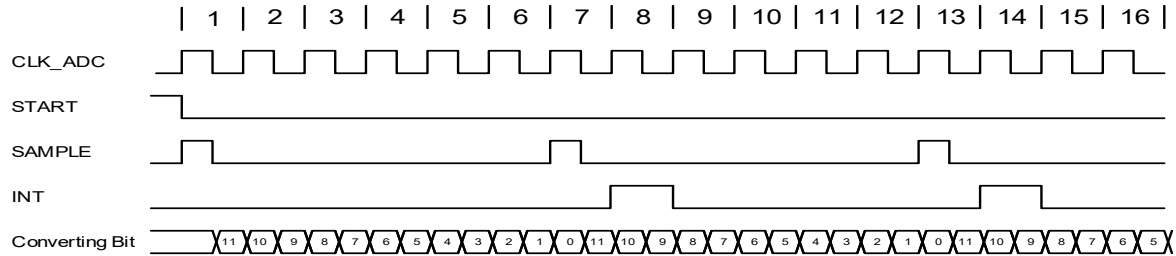 | 1 | 2 | 3 | 4 | 5 | 6 | 7 | 8 | 9 | 10 | 11 | 12 | 13 | 14 | 15 | 16 |
CLK_ADC
START
SAMPLE
INT
Converting Bit 11 10 9 8 7 6 5 4 3 2 1 0 11 10 9 8 7 6 5 4 3 2 1 0 11 10 9 8 7 6 5